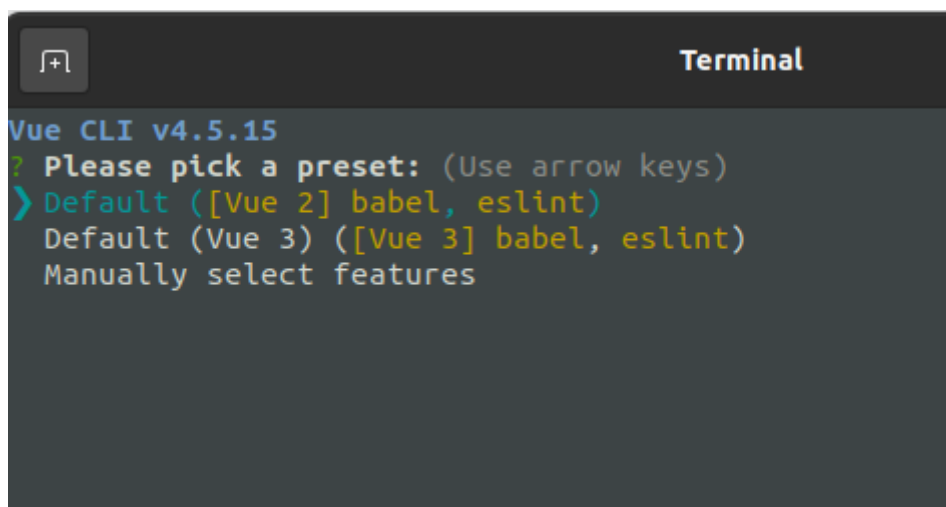 Terminal
Vue CLI v4.5.15
? Please pick a preset: (Use arrow keys)
❯ Default ([Vue 2] babel, eslint)
Default (Vue 3) ([Vue 3] babel, eslint)
Manually select features